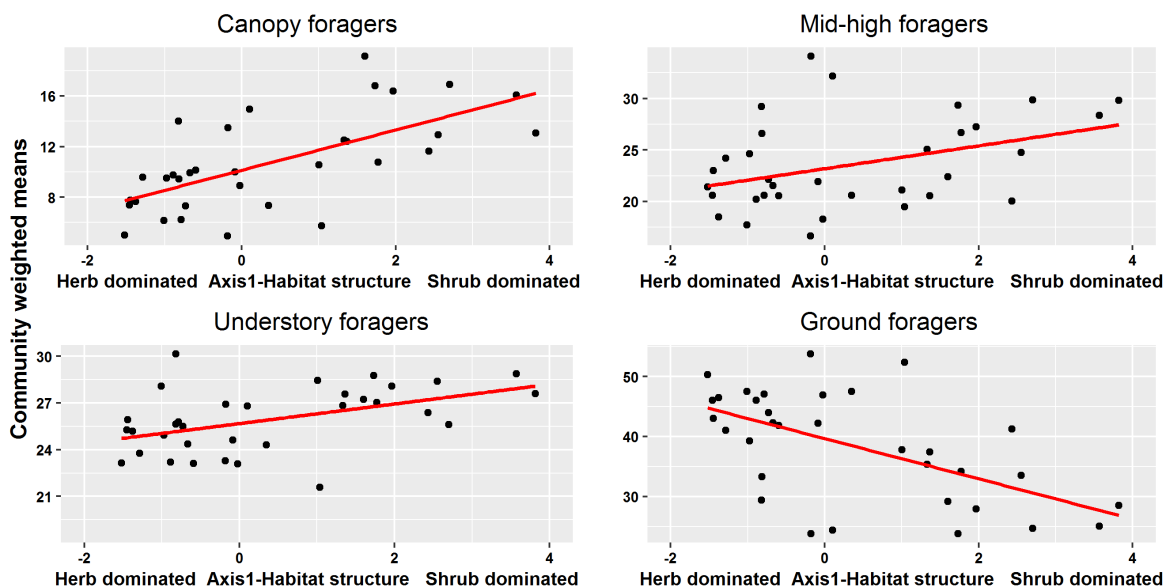 Canopy foragers
Mid-high foragers
16
12
8
30
25
20
-2 0 2 4
-2 0 2 4
Herb dominated Axis1-Habitat structure Shrub dominated
Herb dominated Axis1-Habitat structure Shrub dominated
Community weighted means
Understory foragers
Ground foragers
30
27
24
21
50
40
30
-2 0 2 4
-2 0 2 4
Herb dominated Axis1-Habitat structure Shrub dominated
Herb dominated Axis1-Habitat structure Shrub dominated